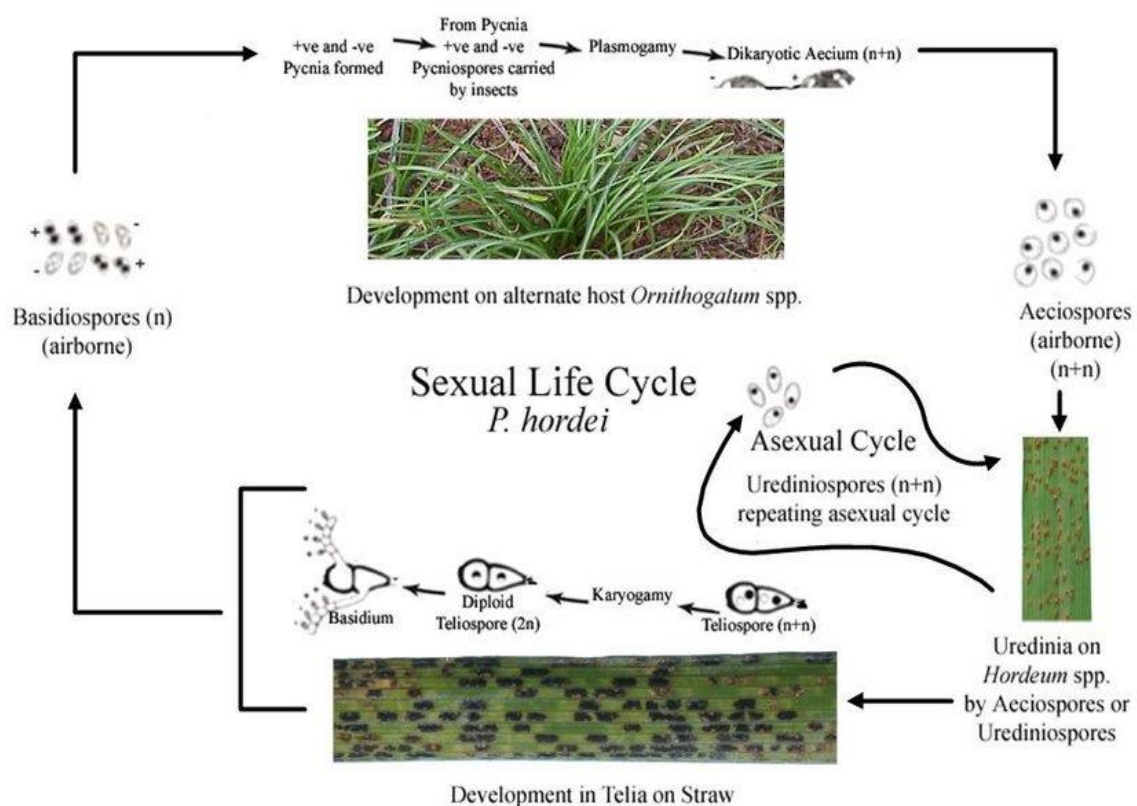 +ve and -ve
Pycnia formed
From Pycnia
+ve and -ve
Pycniospores carried
by insects
Plasmogamy
Dikaryotic Aecium (n+n)
- +
Development on alternate host Ornithogalum spp.
+ -
- +
Basidiospores (n)
(airborne)
Aeciospores
(airborne)
(n+n)
Sexual Life Cycle
P. hordei
Asexual Cycle
Urediniospores (n+n)
repeating asexual cycle
Basidium
Diploid
Teliospore (2n)
Karyogamy
Teliospore (n+n)
Uredinia on
Hordeum spp.
by Aeciospores or
Urediniospores
Development in Telia on Straw